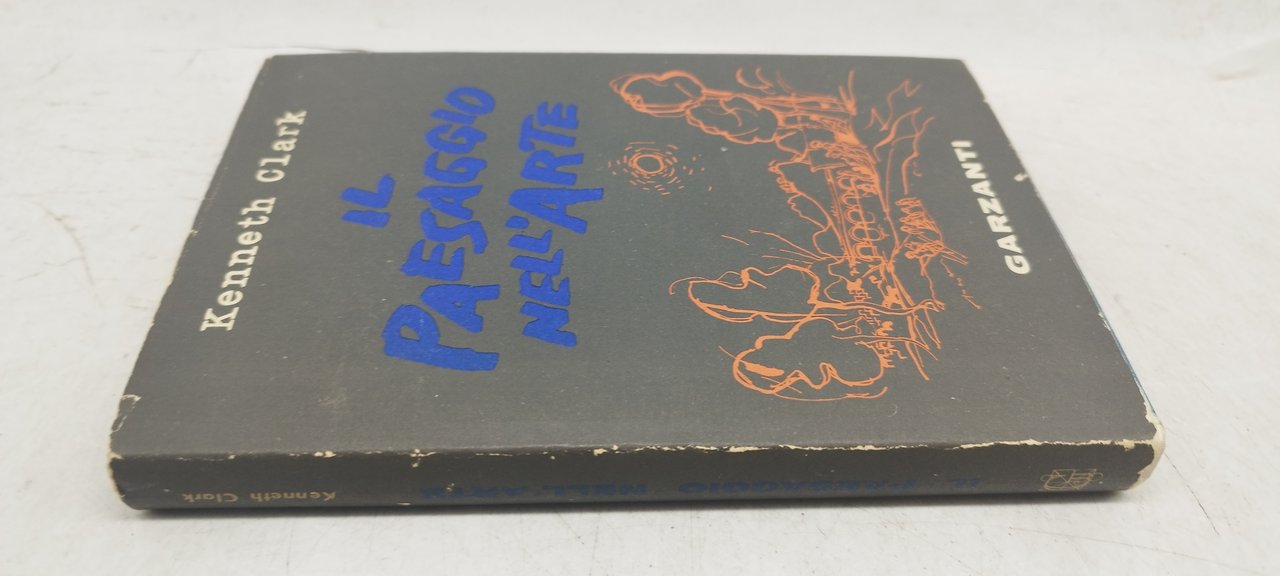 Kenneth Clark
IL
PAESAGGIO
NELL'ARTE
GARZANTI
Kenneth Clark
IL PAESAGGIO NELL'ARTE